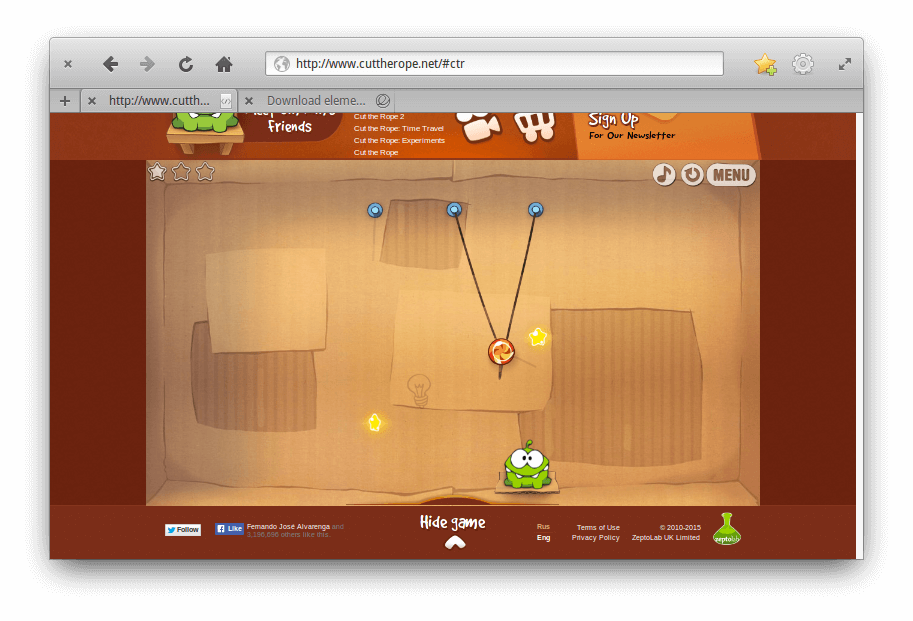 http://www.cuttherope.net/#ctr
http://www.cutth...
Download eleme...
Friends
Cut the Rope 2
Cut the Rope: Time Travel
Cut the Rope: Experiments
Cut the Rope
Sign Up
For Our Newsletter
MENU
Follow
Like
Fernando José Alvarenga and
3,196,696 others like this.
Hide game
Rus
Eng
Terms of Use
Privacy Policy
© 2010-2015
ZeptoLab UK Limited
zeptolab